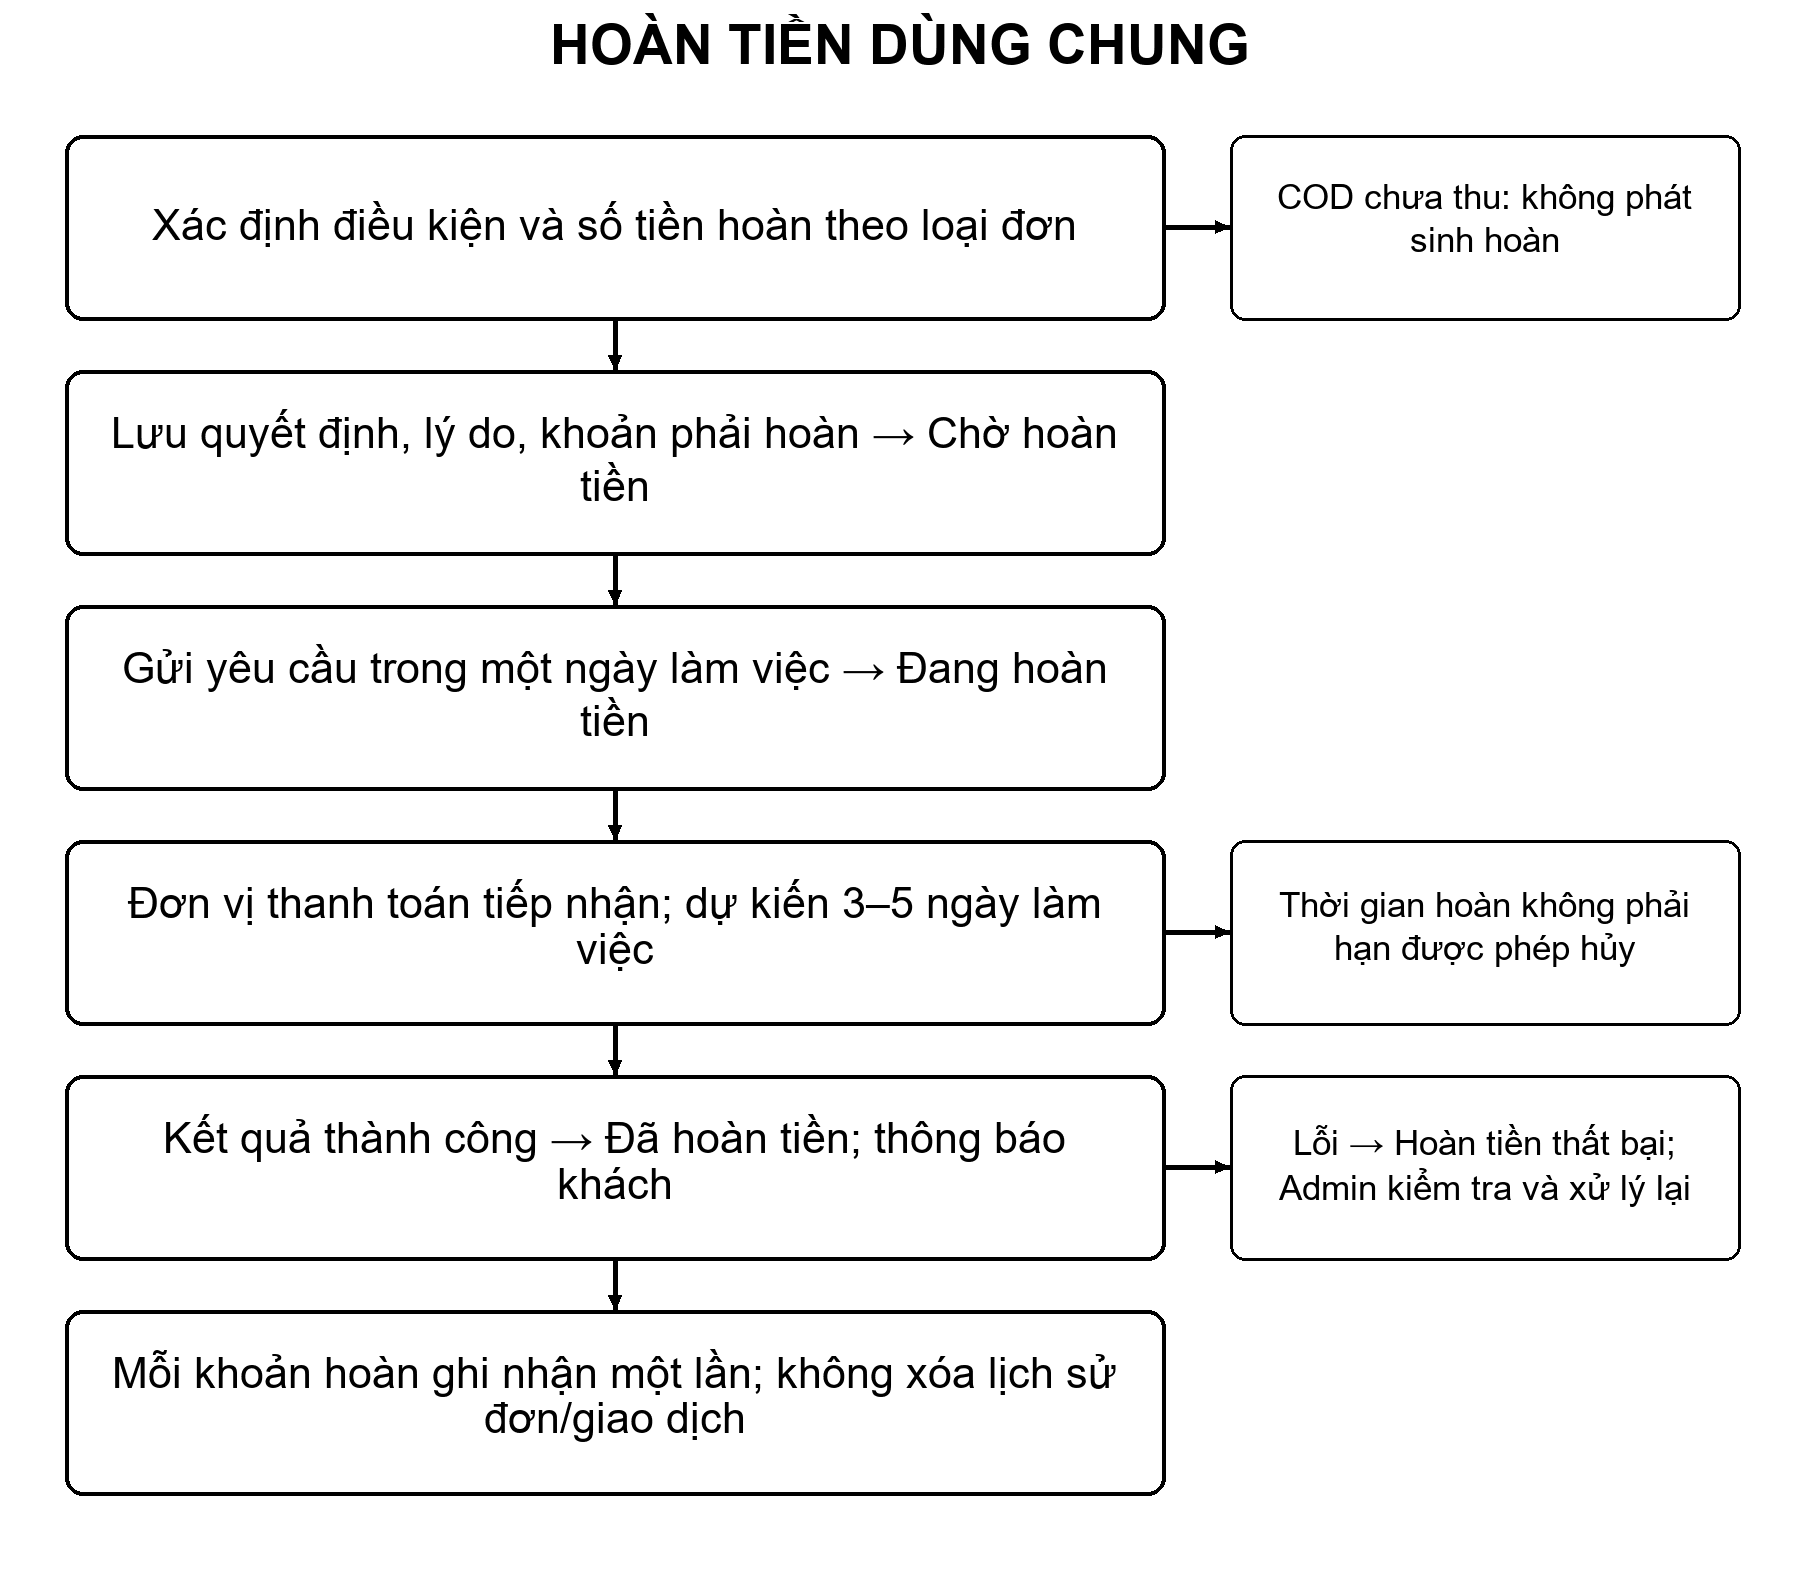 HOÀN TIỀN DÙNG CHUNG
Xác định điều kiện và số tiền hoàn theo loại đơn
COD chưa thu: không phát
sinh hoàn
Lưu quyết định, lý do, khoản phải hoàn → Chờ hoàn
tiền
Gửi yêu cầu trong một ngày làm việc → Đang hoàn
tiền
Đơn vị thanh toán tiếp nhận; dự kiến 3–5 ngày làm
việc
Thời gian hoàn không phải
hạn được phép hủy
Kết quả thành công → Đã hoàn tiền; thông báo
khách
Lỗi → Hoàn tiền thất bại;
Admin kiểm tra và xử lý lại
Mỗi khoản hoàn ghi nhận một lần; không xóa lịch sử
đơn/giao dịch